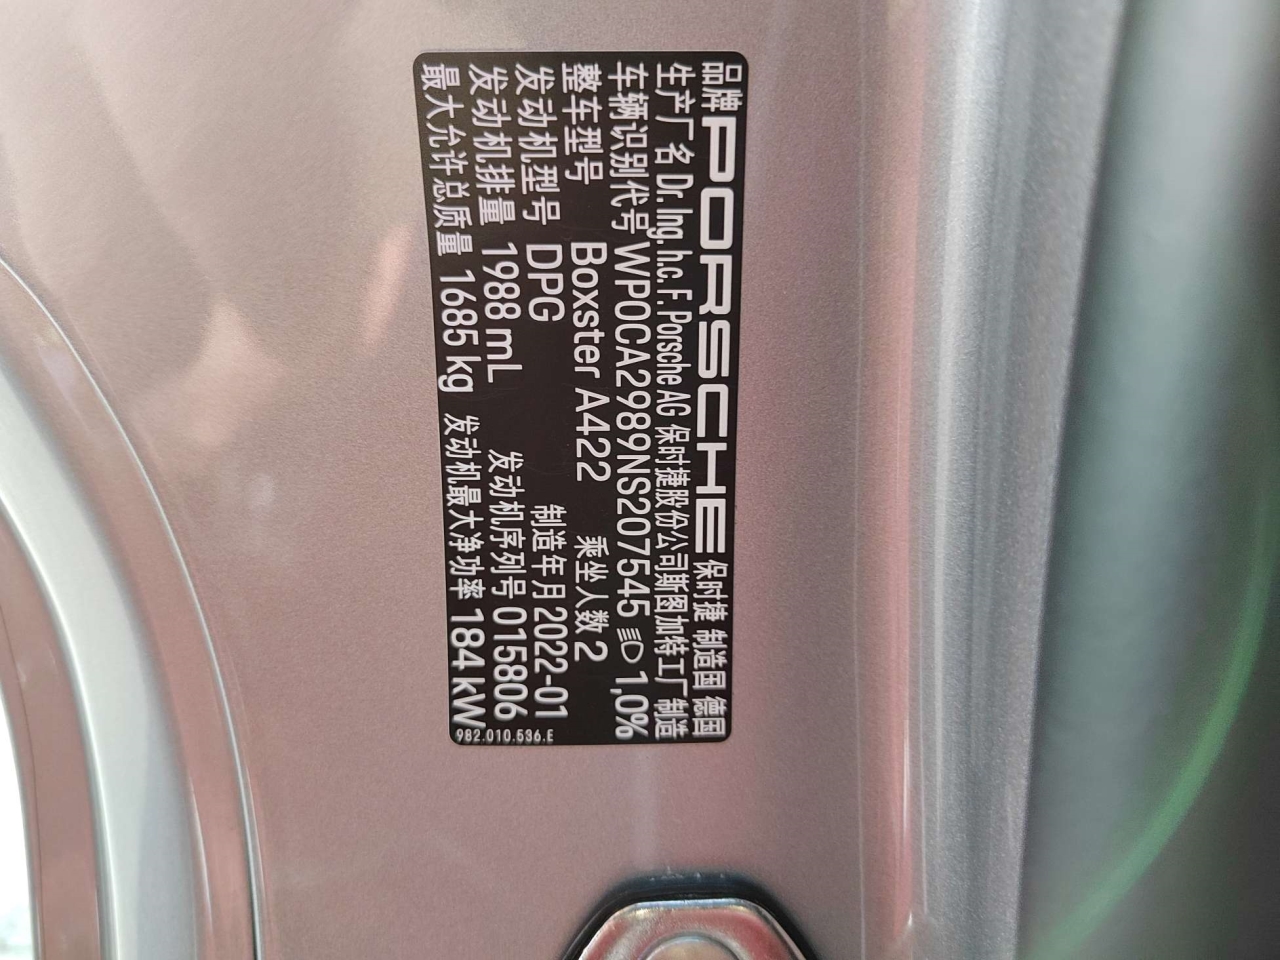 品牌 PORSCHE 保时捷 制造国 德国
生产厂名 Dr. Ing. h.c. F. Porsche AG 保时捷股份公司斯图加特工厂制造
车辆识别代号 WP0CA2989NS207545 1,0%
整车型号 Boxster A422 乘坐人数 2
发动机型号 DPG 制造年月 2022-01
发动机排量 1988 mL 发动机序列号 015806
最大允许总质量 1685 kg 发动机最大净功率 184 kW
982.010.536.E